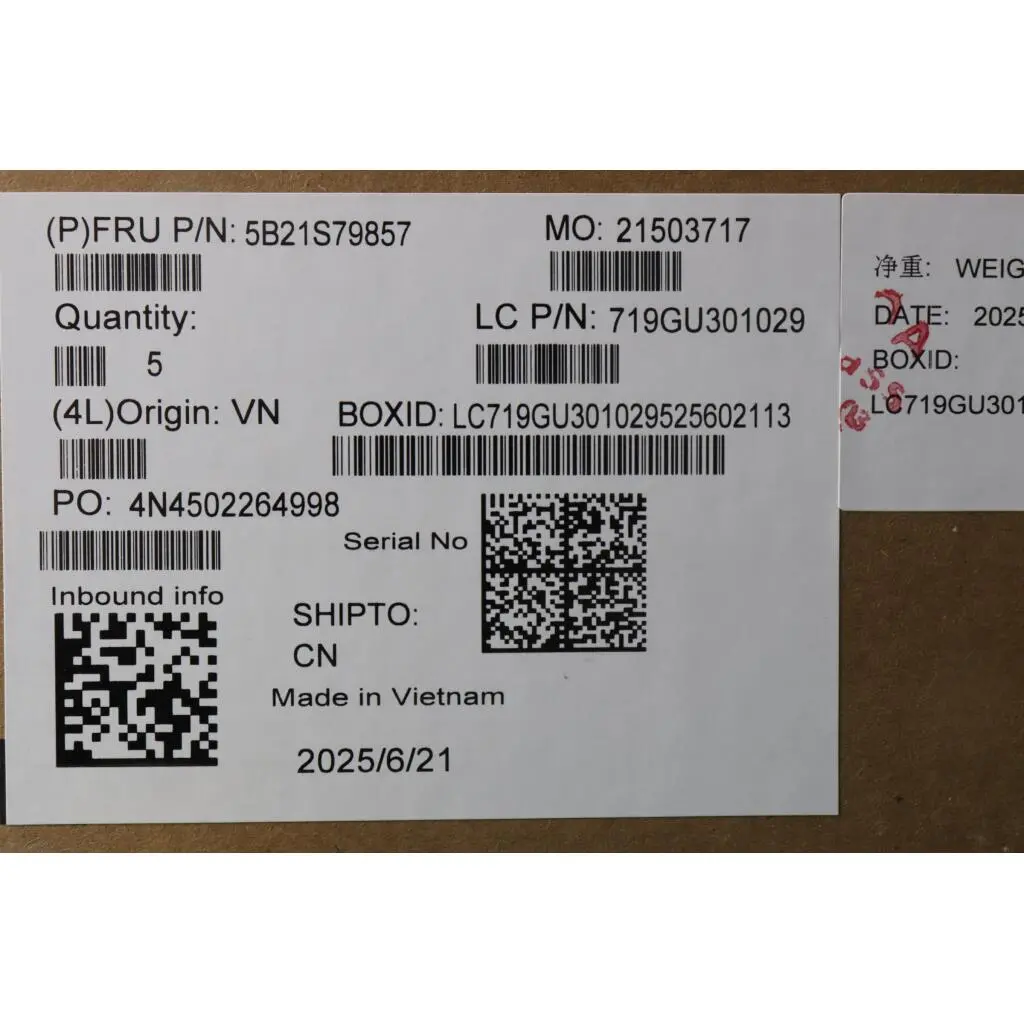 (P)FRU P/N: 5B21S79857
MO: 21503717
Quantity:
5
LC P/N: 719GU301029
(4L)Origin: VN
BOXID: LC719GU301029525602113
PO: 4N4502264998
Serial No
Inbound info
SHIPTO:
CN
Made in Vietnam
2025/6/21
净重: WEIG
DATE: 2025
BOXID:
LC719GU301